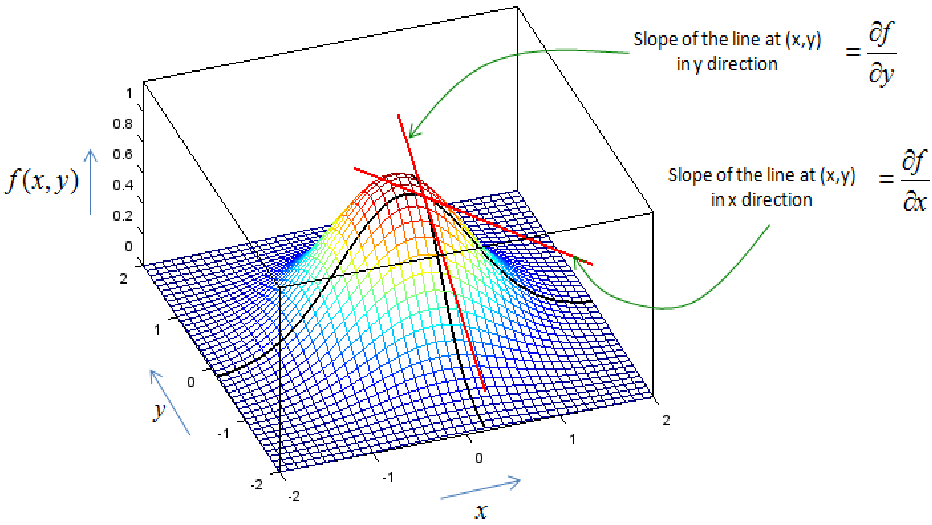 Slope of the line at (x,y)
in y direction
= ∂f/∂y
Slope of the line at (x,y)
in x direction
= ∂f/∂x
f(x, y)
1
0.8
0.6
0.4
0.2
0
2
1
0
-1
-2
y
-2
-1
0
1
2
x